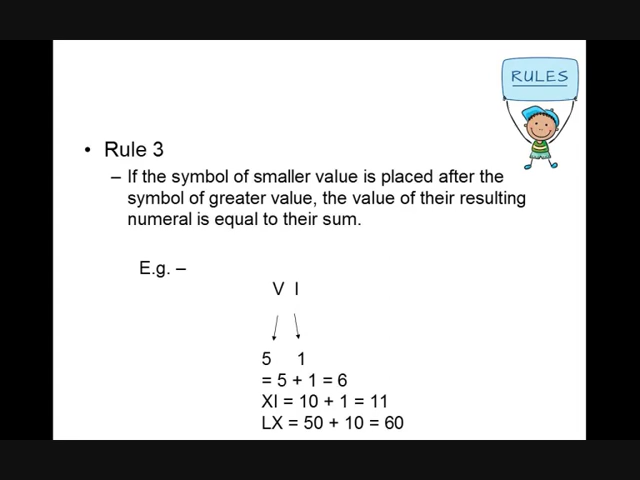 RULES
• Rule 3
– If the symbol of smaller value is placed after the
symbol of greater value, the value of their resulting
numeral is equal to their sum.
E.g. –
V I
5 1
= 5 + 1 = 6
XI = 10 + 1 = 11
LX = 50 + 10 = 60